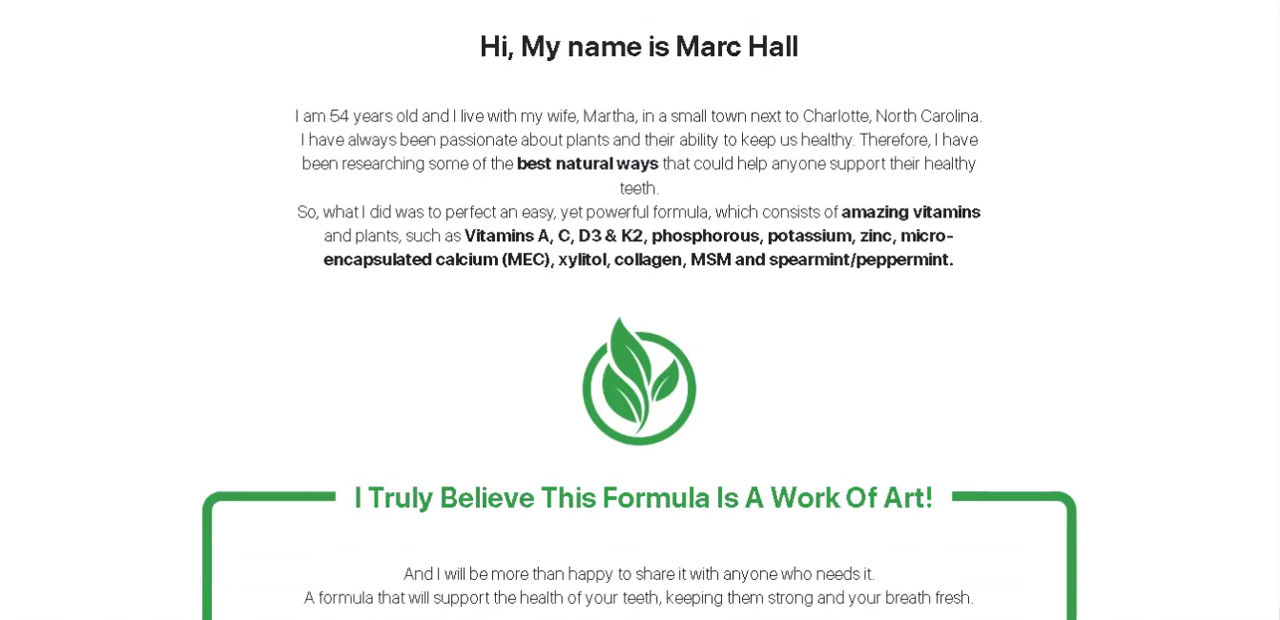 Hi, My name is Marc Hall
I am 54 years old and I live with my wife, Martha, in a small town next to Charlotte, North Carolina.
I have always been passionate about plants and their ability to keep us healthy. Therefore, I have
been researching some of the best natural ways that could help anyone support their healthy
teeth.
So, what I did was to perfect an easy, yet powerful formula, which consists of amazing vitamins
and plants, such as Vitamins A, C, D3 & K2, phosphorous, potassium, zinc, micro-
encapsulated calcium (MEC), xylitol, collagen, MSM and spearmint/peppermint.
I Truly Believe This Formula Is A Work Of Art!
And I will be more than happy to share it with anyone who needs it.
A formula that will support the health of your teeth, keeping them strong and your breath fresh.